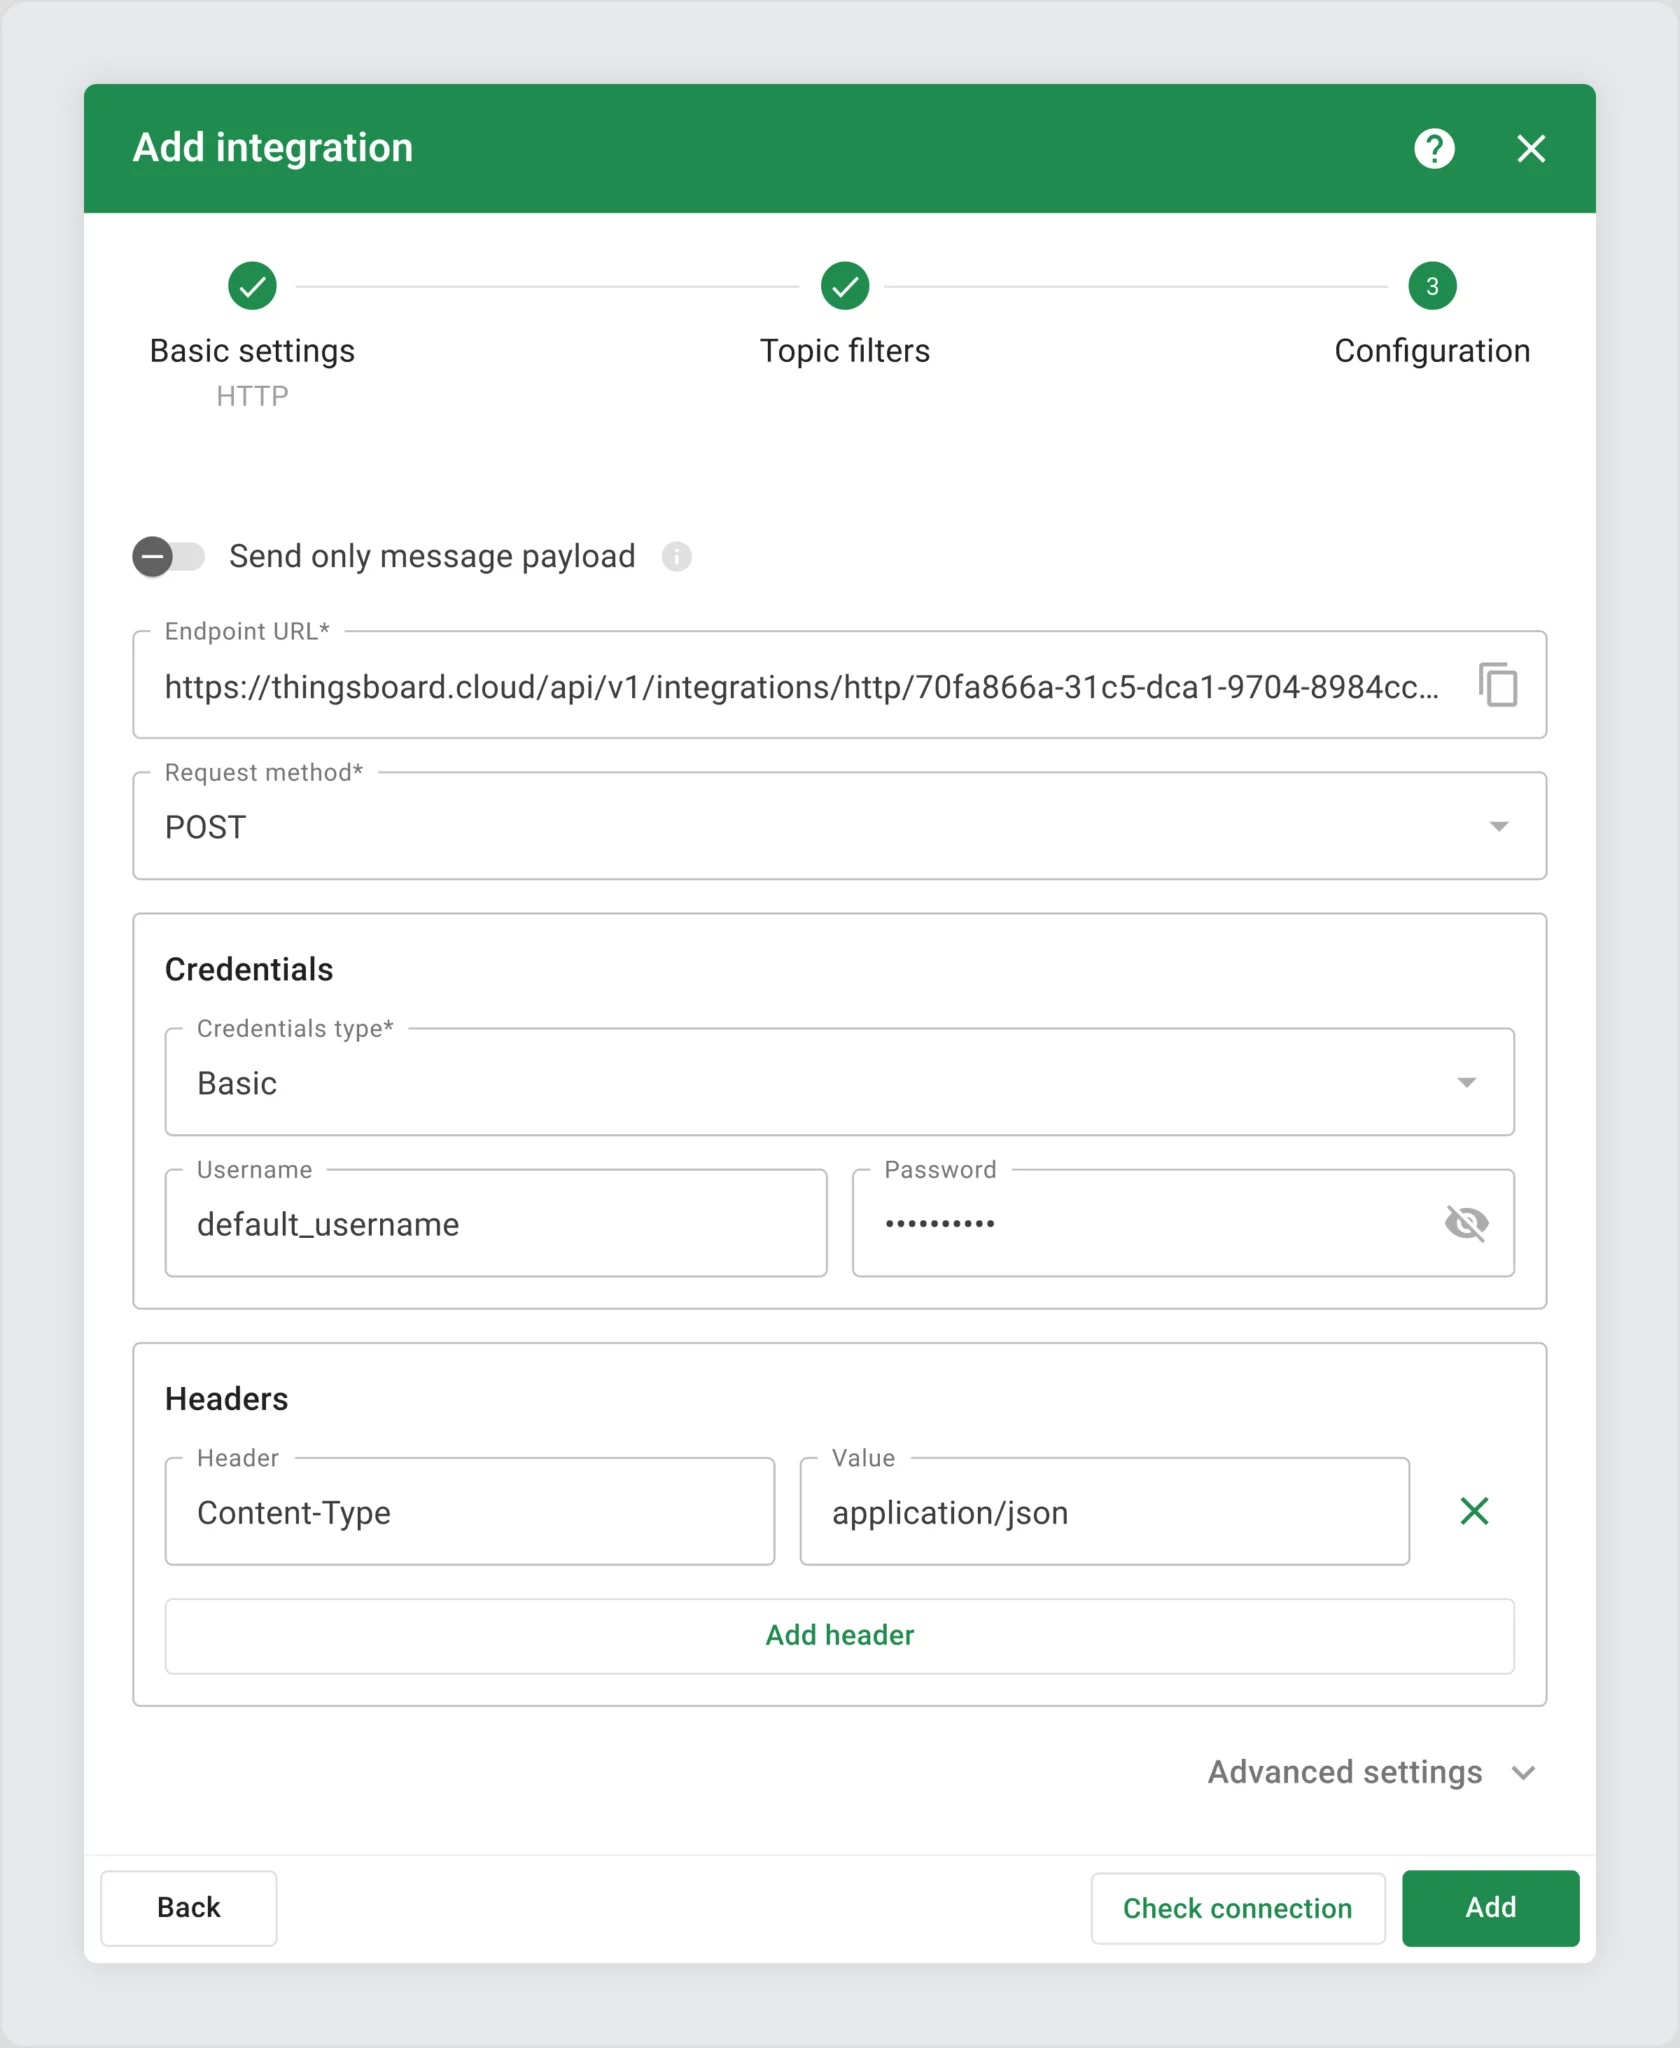 Add integration
?
Basic settings
HTTP
Topic filters
3
Configuration
Send only message payload
i
Endpoint URL*
https://thingsboard.cloud/api/v1/integrations/http/70fa866a-31c5-dca1-9704-8984cc...
Request method*
POST
Credentials
Credentials type*
Basic
Username
default_username
Password
••••••••••
Headers
Header
Content-Type
Value
application/json
Add header
Advanced settings
Back
Check connection
Add